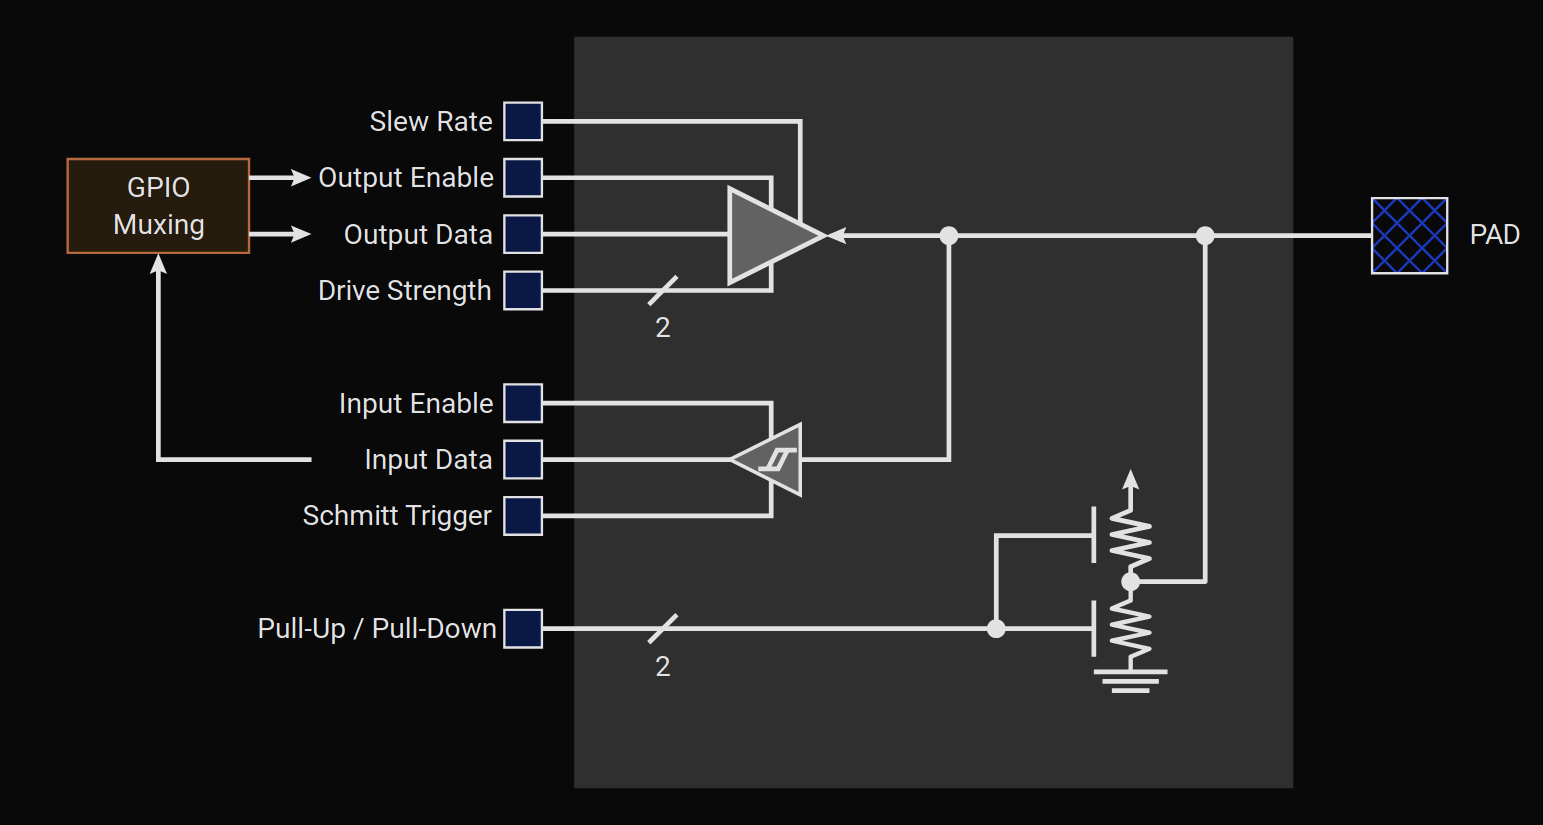 Slew Rate
GPIO
Muxing
Output Enable
Output Data
PAD
Drive Strength
2
Input Enable
Input Data
Schmitt Trigger
Pull-Up / Pull-Down
2